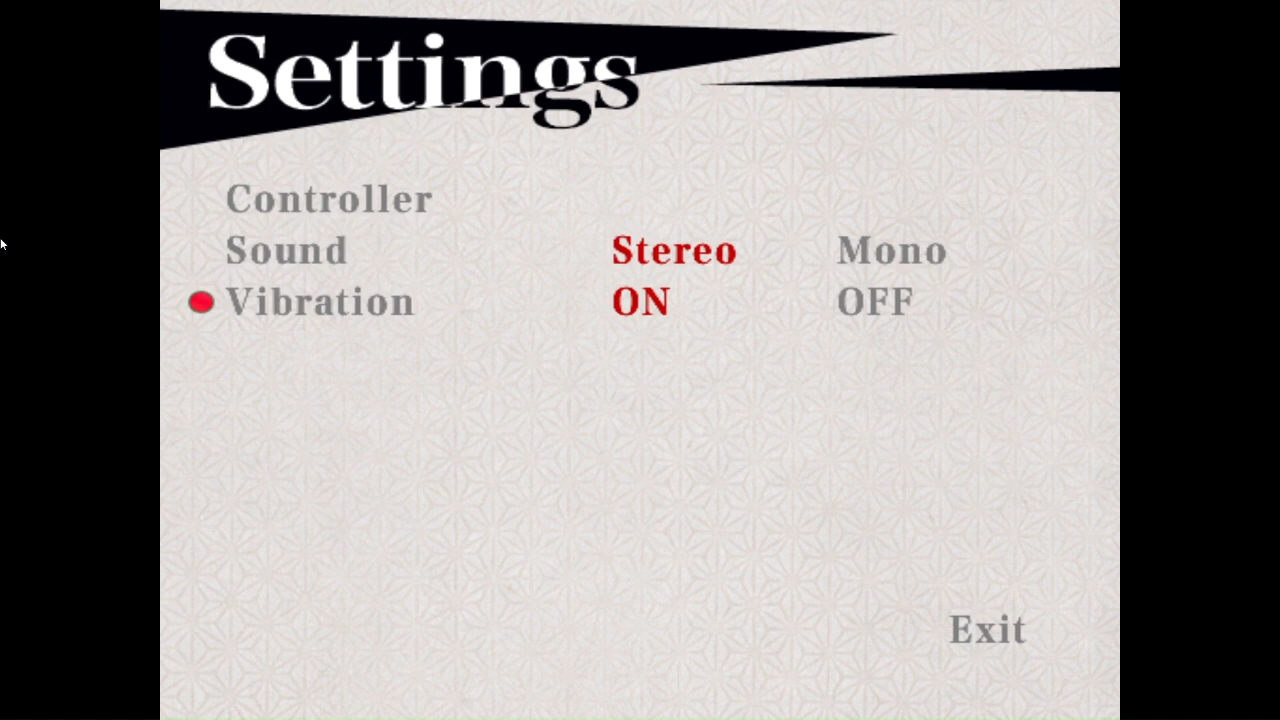 Settings
Controller
Sound Stereo Mono
Vibration ON OFF
Exit